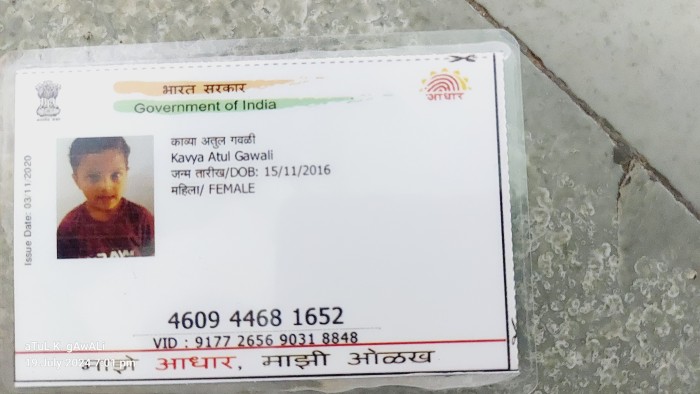 भारत सरकार
Government of India
आधार
काव्या अतुल गवळी
Kavya Atul Gawali
जन्म तारीख/DOB: 15/11/2016
महिला/ FEMALE
Issue Date: 03/11/2020
4609 4468 1652
VID : 9177 2656 9031 8848
माझे आधार, माझी ओळख
ATUL K. gAWALi